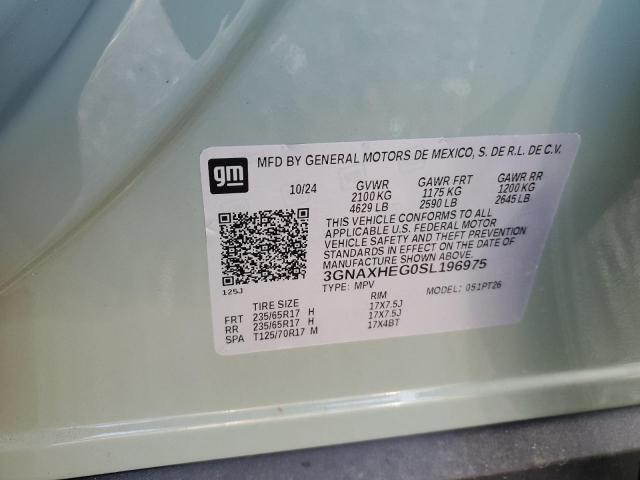 gm
MFD BY GENERAL MOTORS DE MEXICO, S. DE R.L. DE C.V.
10/24 GVWR GAWR FRT GAWR RR
2100 KG 1175 KG 1200 KG
4629 LB 2590 LB 2645 LB
THIS VEHICLE CONFORMS TO ALL
APPLICABLE U.S. FEDERAL MOTOR
VEHICLE SAFETY AND THEFT PREVENTION
STANDARDS IN EFFECT ON THE DATE OF
MANUFACTURE SHOWN ABOVE.
3GNAXHEG0SL196975
125J
TYPE: MPV MODEL: 051PT26
TIRE SIZE RIM
FRT 235/65R17 H 17X7.5J
RR 235/65R17 H 17X7.5J
SPA T125/70R17 M 17X4BT